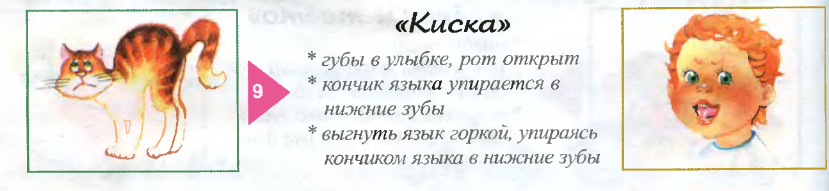 «Киска»
* губы в улыбке, рот открыт
9
* кончик языка упирается в
нижние зубы
* выгнуть язык горкой, упираясь
кончиком языка в нижние зубы